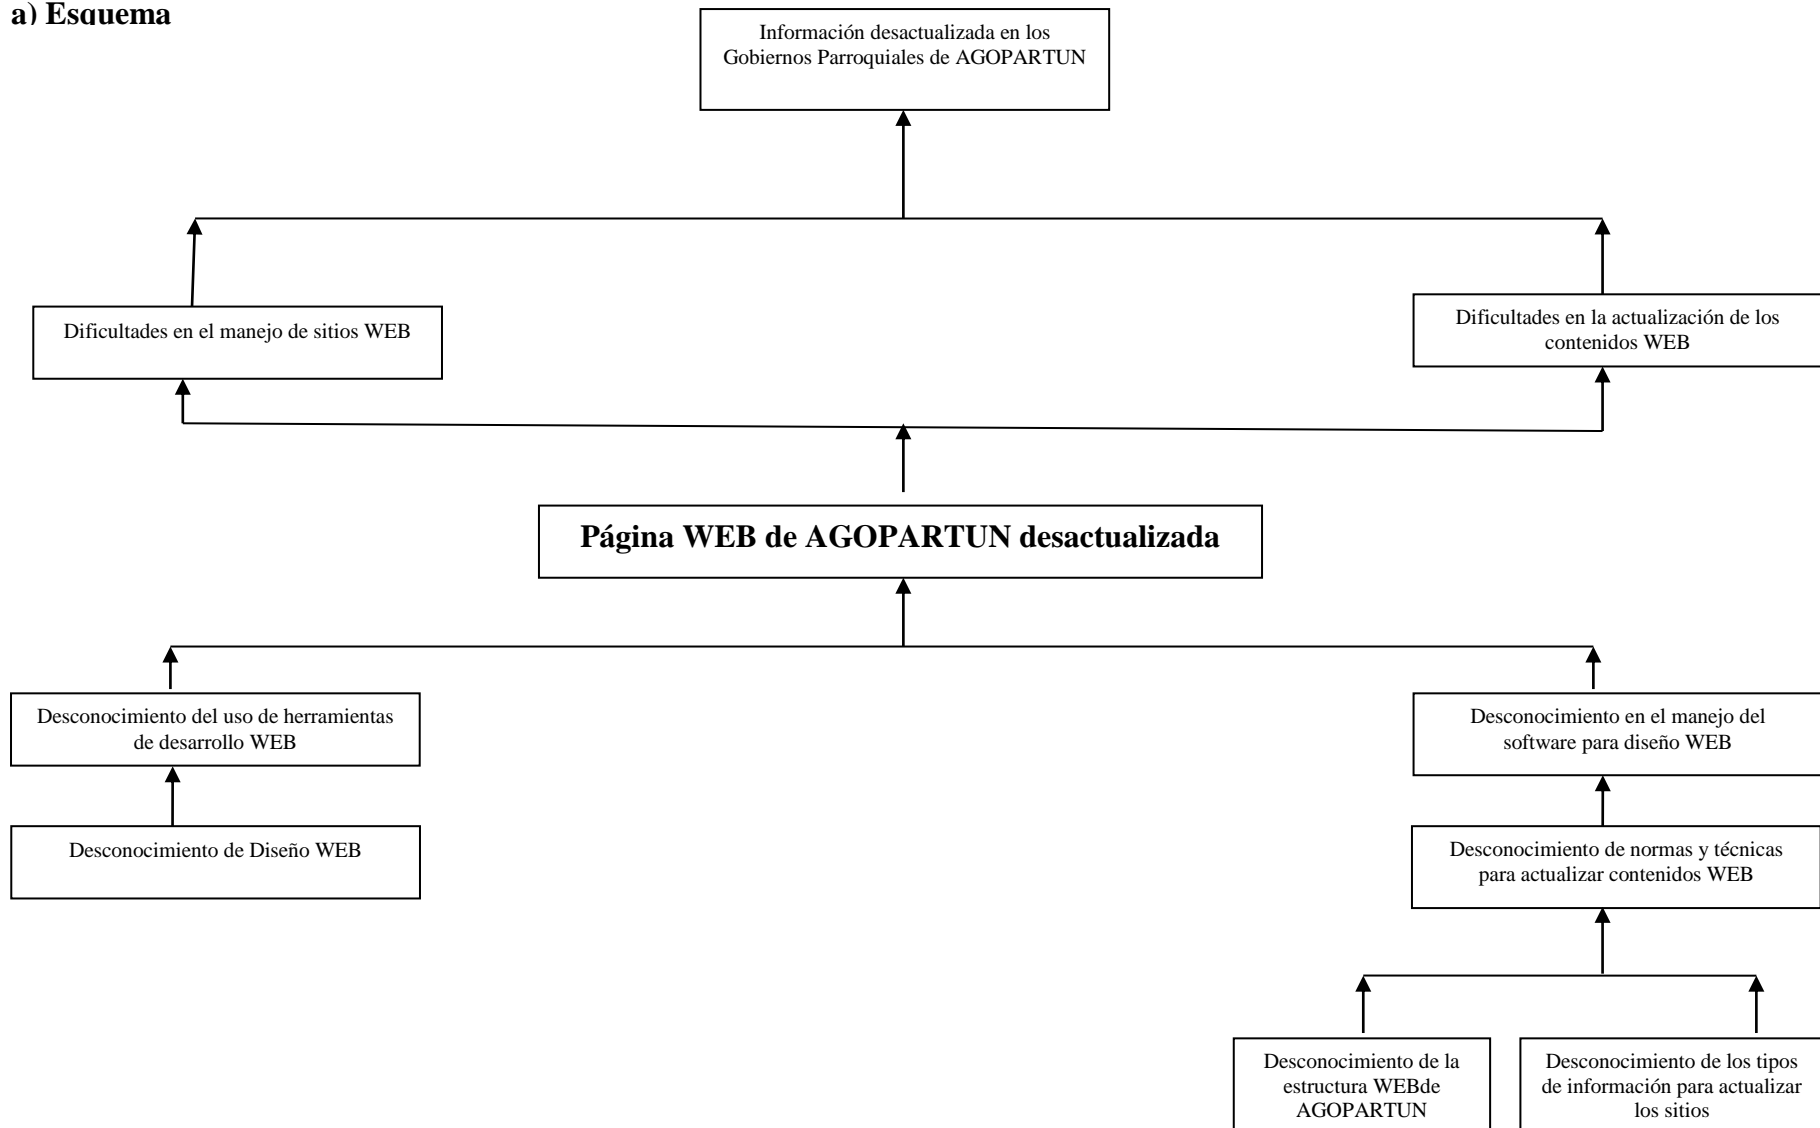 a) Esquema
Información desactualizada en los
Gobiernos Parroquiales de AGOPARTUN
Dificultades en el manejo de sitios WEB
Dificultades en la actualización de los
contenidos WEB
Página WEB de AGOPARTUN desactualizada
Desconocimiento del uso de herramientas
de desarrollo WEB
Desconocimiento en el manejo del
software para diseño WEB
Desconocimiento de Diseño WEB
Desconocimiento de normas y técnicas
para actualizar contenidos WEB
Desconocimiento de la
estructura WEBde
AGOPARTUN
Desconocimiento de los tipos
de información para actualizar
los sitios